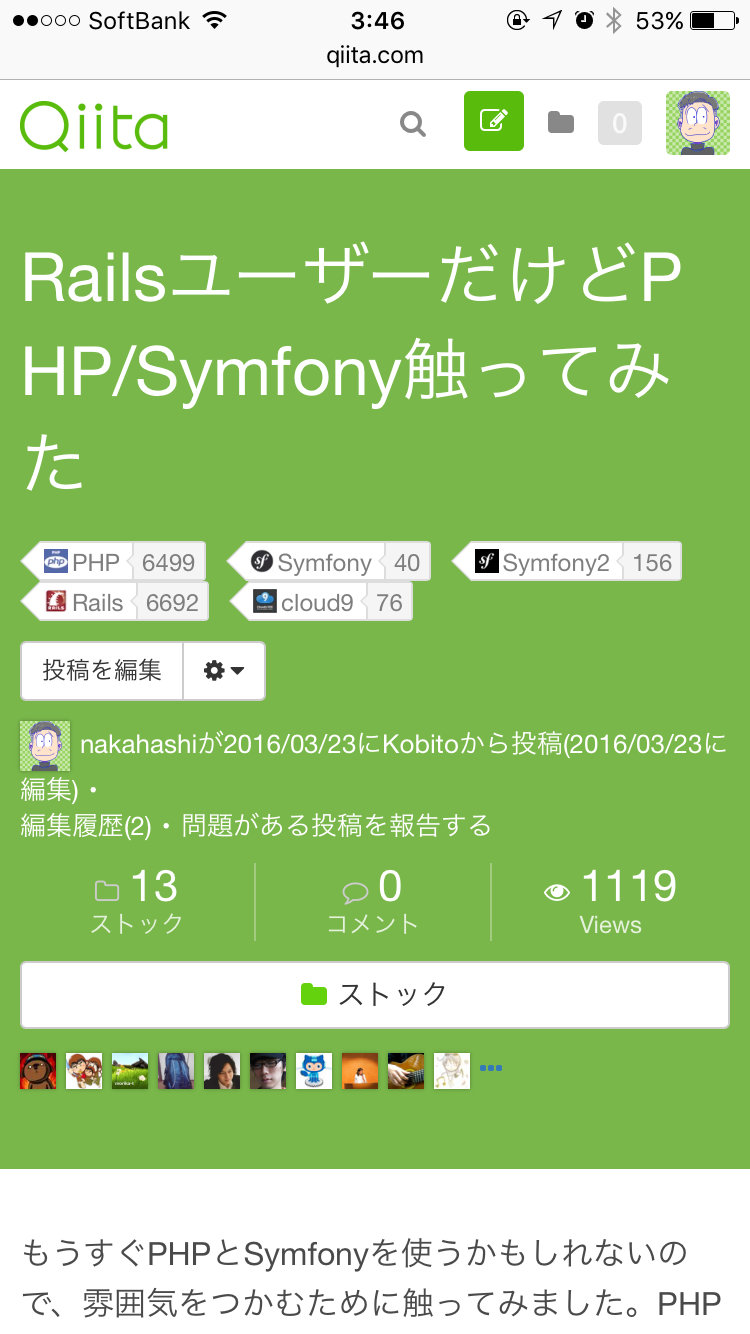 SoftBank 3:46 53%
qiita.com
Qiita 0
RailsユーザーだけどP
HP/Symfony触ってみ
た
PHP 6499 Symfony 40 Symfony2 156
Rails 6692 cloud9 76
投稿を編集
nakahashiが2016/03/23にKobitoから投稿(2016/03/23に
編集)・
編集履歴(2)・問題がある投稿を報告する
13 0 1119
ストック コメント Views
ストック
もうすぐPHPとSymfonyを使うかもしれないの
で、雰囲気をつかむために触ってみました。PHP